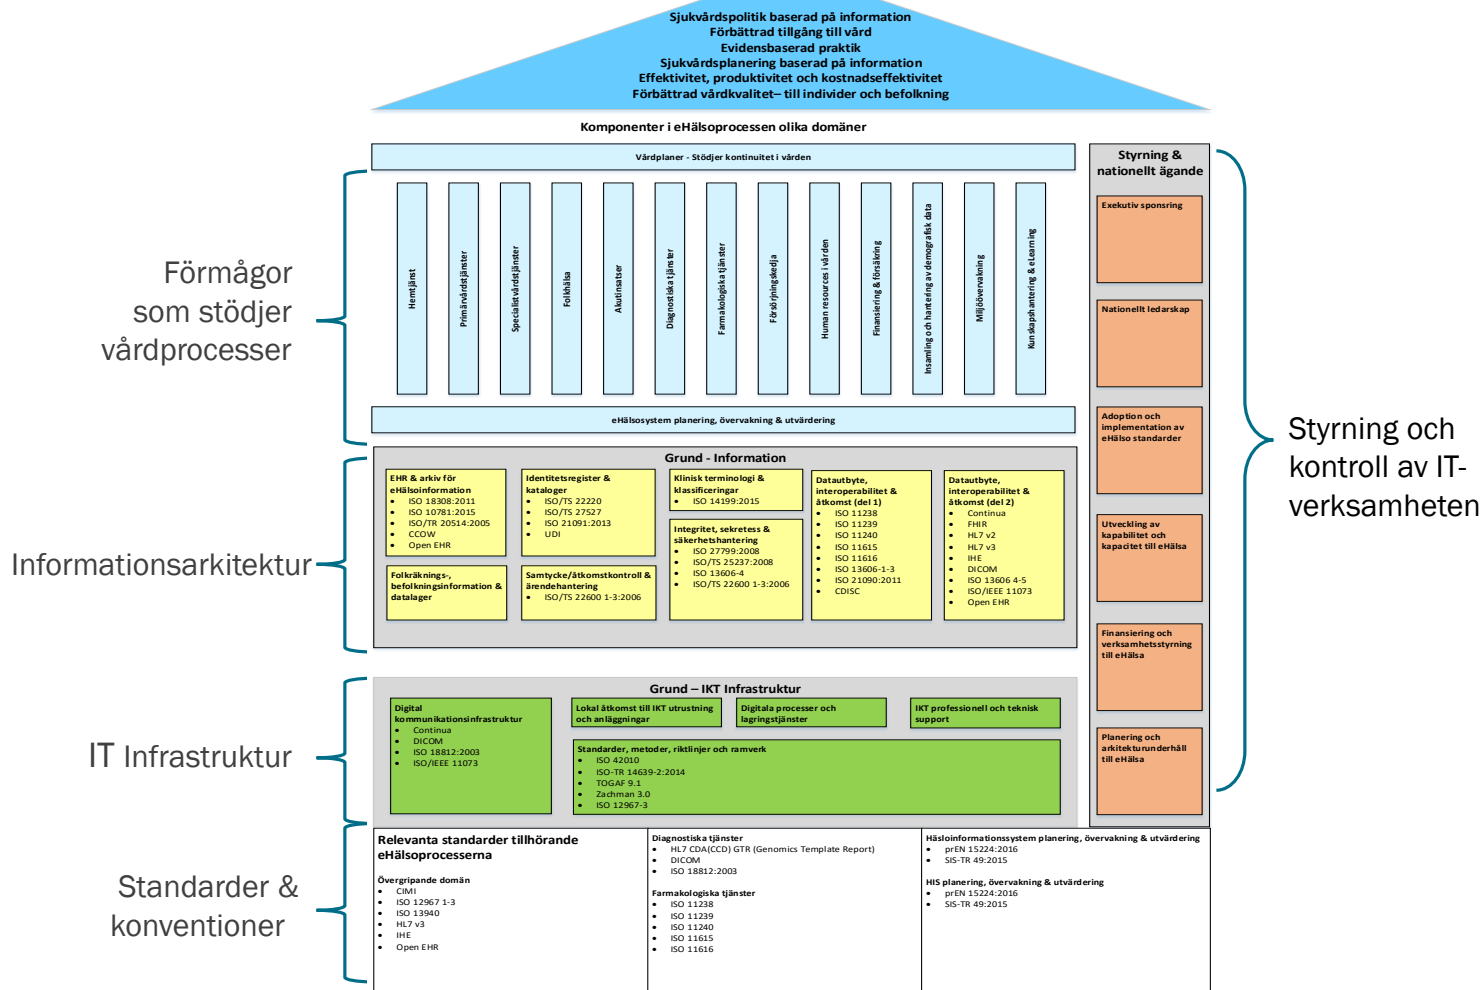 Sjukvårdspolitik baserad på information
Förbättrad tillgång till vård
Evidensbaserad praktik
Sjukvårdsplanering baserad på information
Effektivitet, produktivitet och kostnadseffektivitet
Förbättrad vårdkvalitet– till individer och befolkning
Komponenter i eHälsoprocessen olika domäner
Vårdplaner - Stödjer kontinuitet i vården
Förmågor
som stödjer
vårdprocesser
Hemtjänst
Primärvårdstjänster
Specialistvårdstjänster
Folkhälsa
Akutinsatser
Diagnostiska tjänster
Farmakologiska tjänster
Försörjningskedja
Human resources i vården
Finansiering & försäkring
Insamling och hantering av demografisk data
Miljöövervakning
Kunskapshantering & eLearning
eHälsosystem planering, övervakning & utvärdering
Informationsarkitektur
Grund - Information
EHR & arkiv för
eHälsoinformation
• ISO 18308:2011
• ISO 10781:2015
• ISO/TR 20514:2005
• CCOW
• Open EHR
Folkräknings-,
befolkningsinformation &
datalager
Identitetsregister &
kataloger
• ISO/TS 22220
• ISO/TS 27527
• ISO 21091:2013
• UDI
Samtycke/åtkomstkontroll &
ärendehantering
• ISO/TS 22600 1-3:2006
Klinisk terminologi &
klassificeringar
• ISO 14199:2015
Integritet, sekretess &
säkerhetshantering
• ISO 27799:2008
• ISO/TS 25237:2008
• ISO 13606-4
• ISO/TS 22600 1-3:2006
Datautbyte,
interoperabilitet &
åtkomst (del 1)
• ISO 11238
• ISO 11239
• ISO 11240
• ISO 11615
• ISO 11616
• ISO 13606-1-3
• ISO 21090:2011
• CDISC
Datautbyte,
interoperabilitet &
åtkomst (del 2)
• Continua
• FHIR
• HL7 v2
• HL7 v3
• IHE
• DICOM
• ISO 13606 4-5
• ISO/IEEE 11073
• Open EHR
IT Infrastruktur
Grund – IKT Infrastruktur
Digital
kommunikationsinfrastruktur
• Continua
• DICOM
• ISO 18812:2003
• ISO/IEEE 11073
Lokal åtkomst till IKT utrustning
och anläggningar
Digitala processer och
lagringstjänster
IKT professionell och teknisk
support
Standarder, metoder, riktlinjer och ramverk
• ISO 42010
• ISO-TR 14639-2:2014
• TOGAF 9.1
• Zachman 3.0
• ISO 12967-3
Standarder &
konventioner
Relevanta standarder tillhörande
eHälsoprocesserna
Övergripande domän
• CIMI
• ISO 12967 1-3
• ISO 13940
• HL7 v3
• IHE
• Open EHR
Diagnostiska tjänster
• HL7 CDA(CCD) GTR (Genomics Template Report)
• DICOM
• ISO 18812:2003
Farmakologiska tjänster
• ISO 11238
• ISO 11239
• ISO 11240
• ISO 11615
• ISO 11616
Häsloinformationssystem planering, övervakning & utvärdering
• prEN 15224:2016
• SIS-TR 49:2015
HIS planering, övervakning & utvärdering
• prEN 15224:2016
• SIS-TR 49:2015
Styrning &
nationellt ägande
Exekutiv sponsring
Nationellt ledarskap
Adoption och
implementation av
eHälso standarder
Utveckling av
kapabilitet och
kapacitet till eHälsa
Finansiering och
verksamhetsstyrning
till eHälsa
Planering och
arkitekturunderhåll
till eHälsa
Styrning och
kontroll av IT-
verksamheten